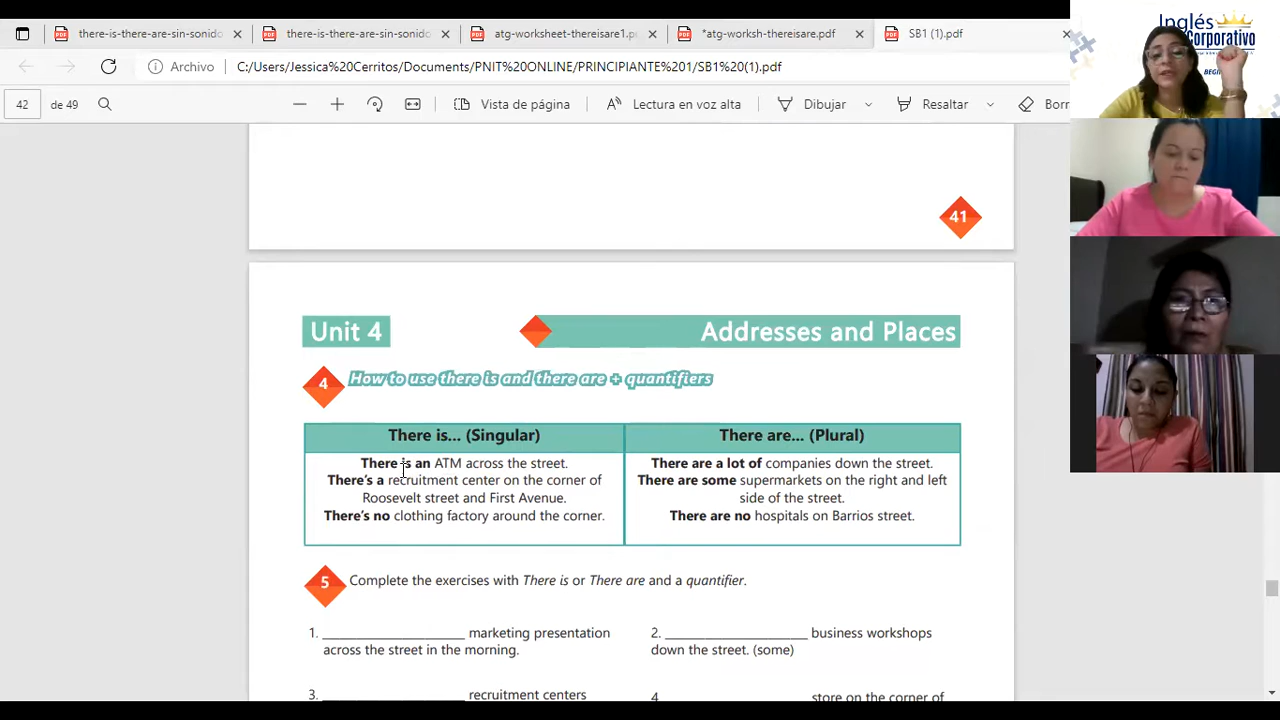 there-is-there-are-sin-sonido
there-is-there-are-sin-sonido
atg-worksheet-thereisare1.p
*atg-worksh-thereisare.pdf
SB1 (1).pdf
Archivo
C:/Users/Jessica%20Cerritos/Documents/PNET%20ONLINE/PRINCIPIANTE%201/SB1%20(1).pdf
42
de 49
Vista de página
Lectura en voz alta
Dibujar
Resaltar
Borr
Inglés
Corporativo
41
Unit 4
Addresses and Places
4 How to use there is and there are + quantifiers
There is... (Singular)
There are... (Plural)
There is an ATM across the street.
There's a recruitment center on the corner of
Roosevelt street and First Avenue.
There's no clothing factory around the corner.
There are a lot of companies down the street.
There are some supermarkets on the right and left
side of the street.
There are no hospitals on Barrios street.
5 Complete the exercises with There is or There are and a quantifier.
1. ______________________ marketing presentation
across the street in the morning.
2. ______________________ business workshops
down the street. (some)
3. ______________________ recruitment centers
4 ______________________ store on the corner of